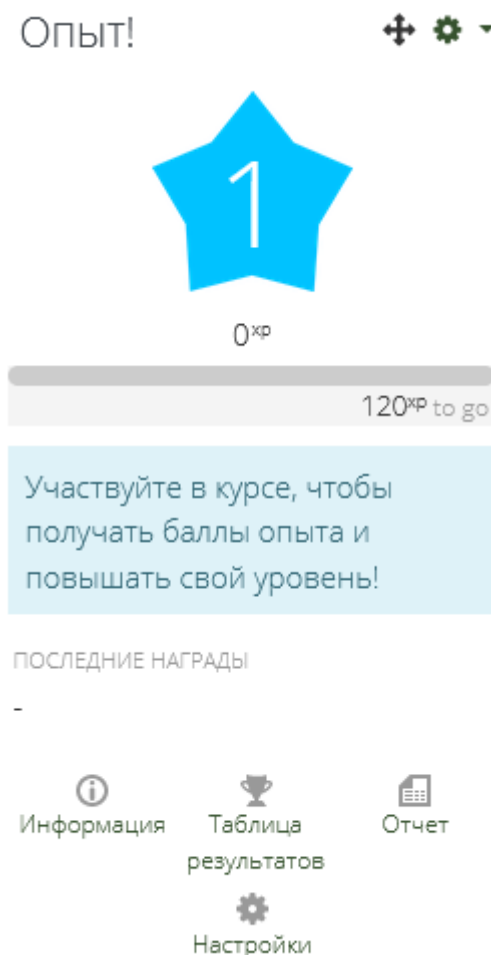 Опыт!
1
0xp
120xp to go
Участвуйте в курсе, чтобы
получать баллы опыта и
повышать свой уровень!
ПОСЛЕДНИЕ НАГРАДЫ
-
Информация
Таблица
результатов
Отчет
Настройки